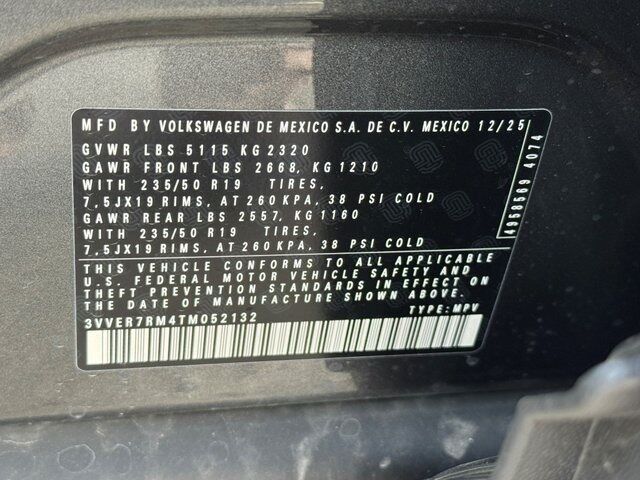 MFD BY VOLKSWAGEN DE MEXICO S.A. DE C.V. MEXICO 12/25
GVWR LBS 5115 KG 2320
GAWR FRONT LBS 2668, KG 1210
WITH 235/50 R19 TIRES,
7,5JX19 RIMS, AT 260 KPA, 38 PSI COLD
GAWR REAR LBS 2557, KG 1160
WITH 235/50 R19 TIRES,
7,5JX19 RIMS, AT 260 KPA, 38 PSI COLD
THIS VEHICLE CONFORMS TO ALL APPLICABLE
U.S. FEDERAL MOTOR VEHICLE SAFETY AND
THEFT PREVENTION STANDARDS IN EFFECT ON
THE DATE OF MANUFACTURE SHOWN ABOVE.
3VVER7RM4TM052132 TYPE: MPV
4958569 4074